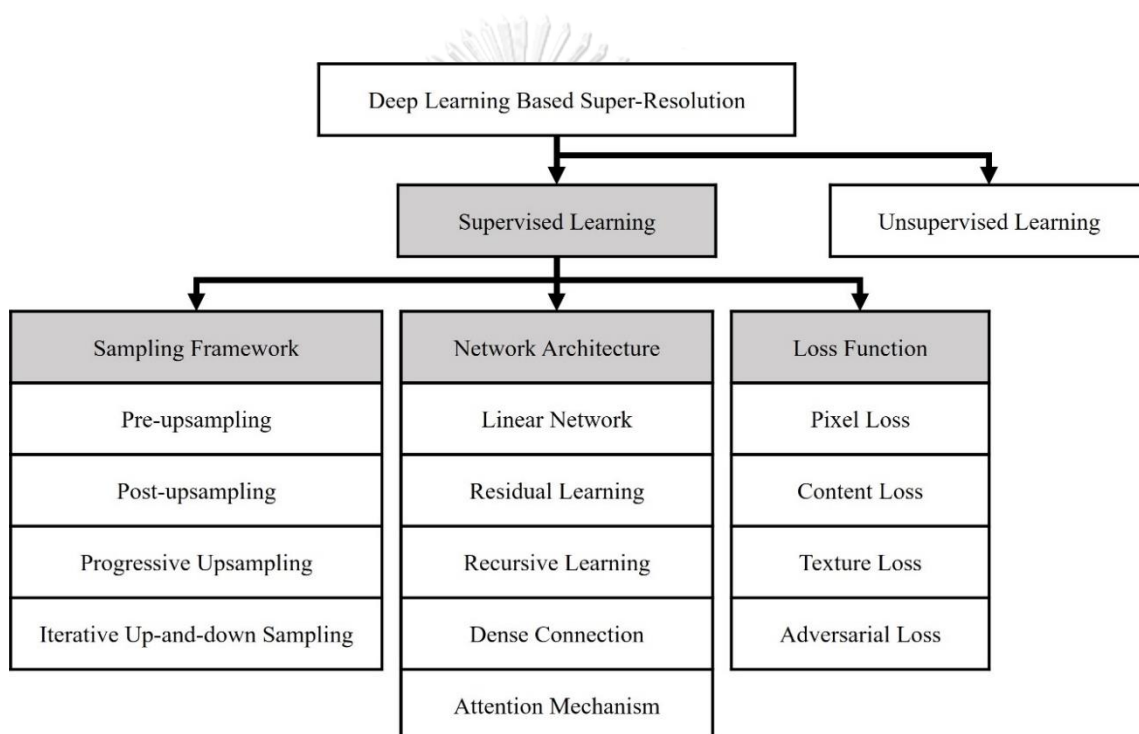 Deep Learning Based Super-Resolution
Supervised Learning
Unsupervised Learning
Sampling Framework
Pre-upsampling
Post-upsampling
Progressive Upsampling
Iterative Up-and-down Sampling
Network Architecture
Linear Network
Residual Learning
Recursive Learning
Dense Connection
Attention Mechanism
Loss Function
Pixel Loss
Content Loss
Texture Loss
Adversarial Loss